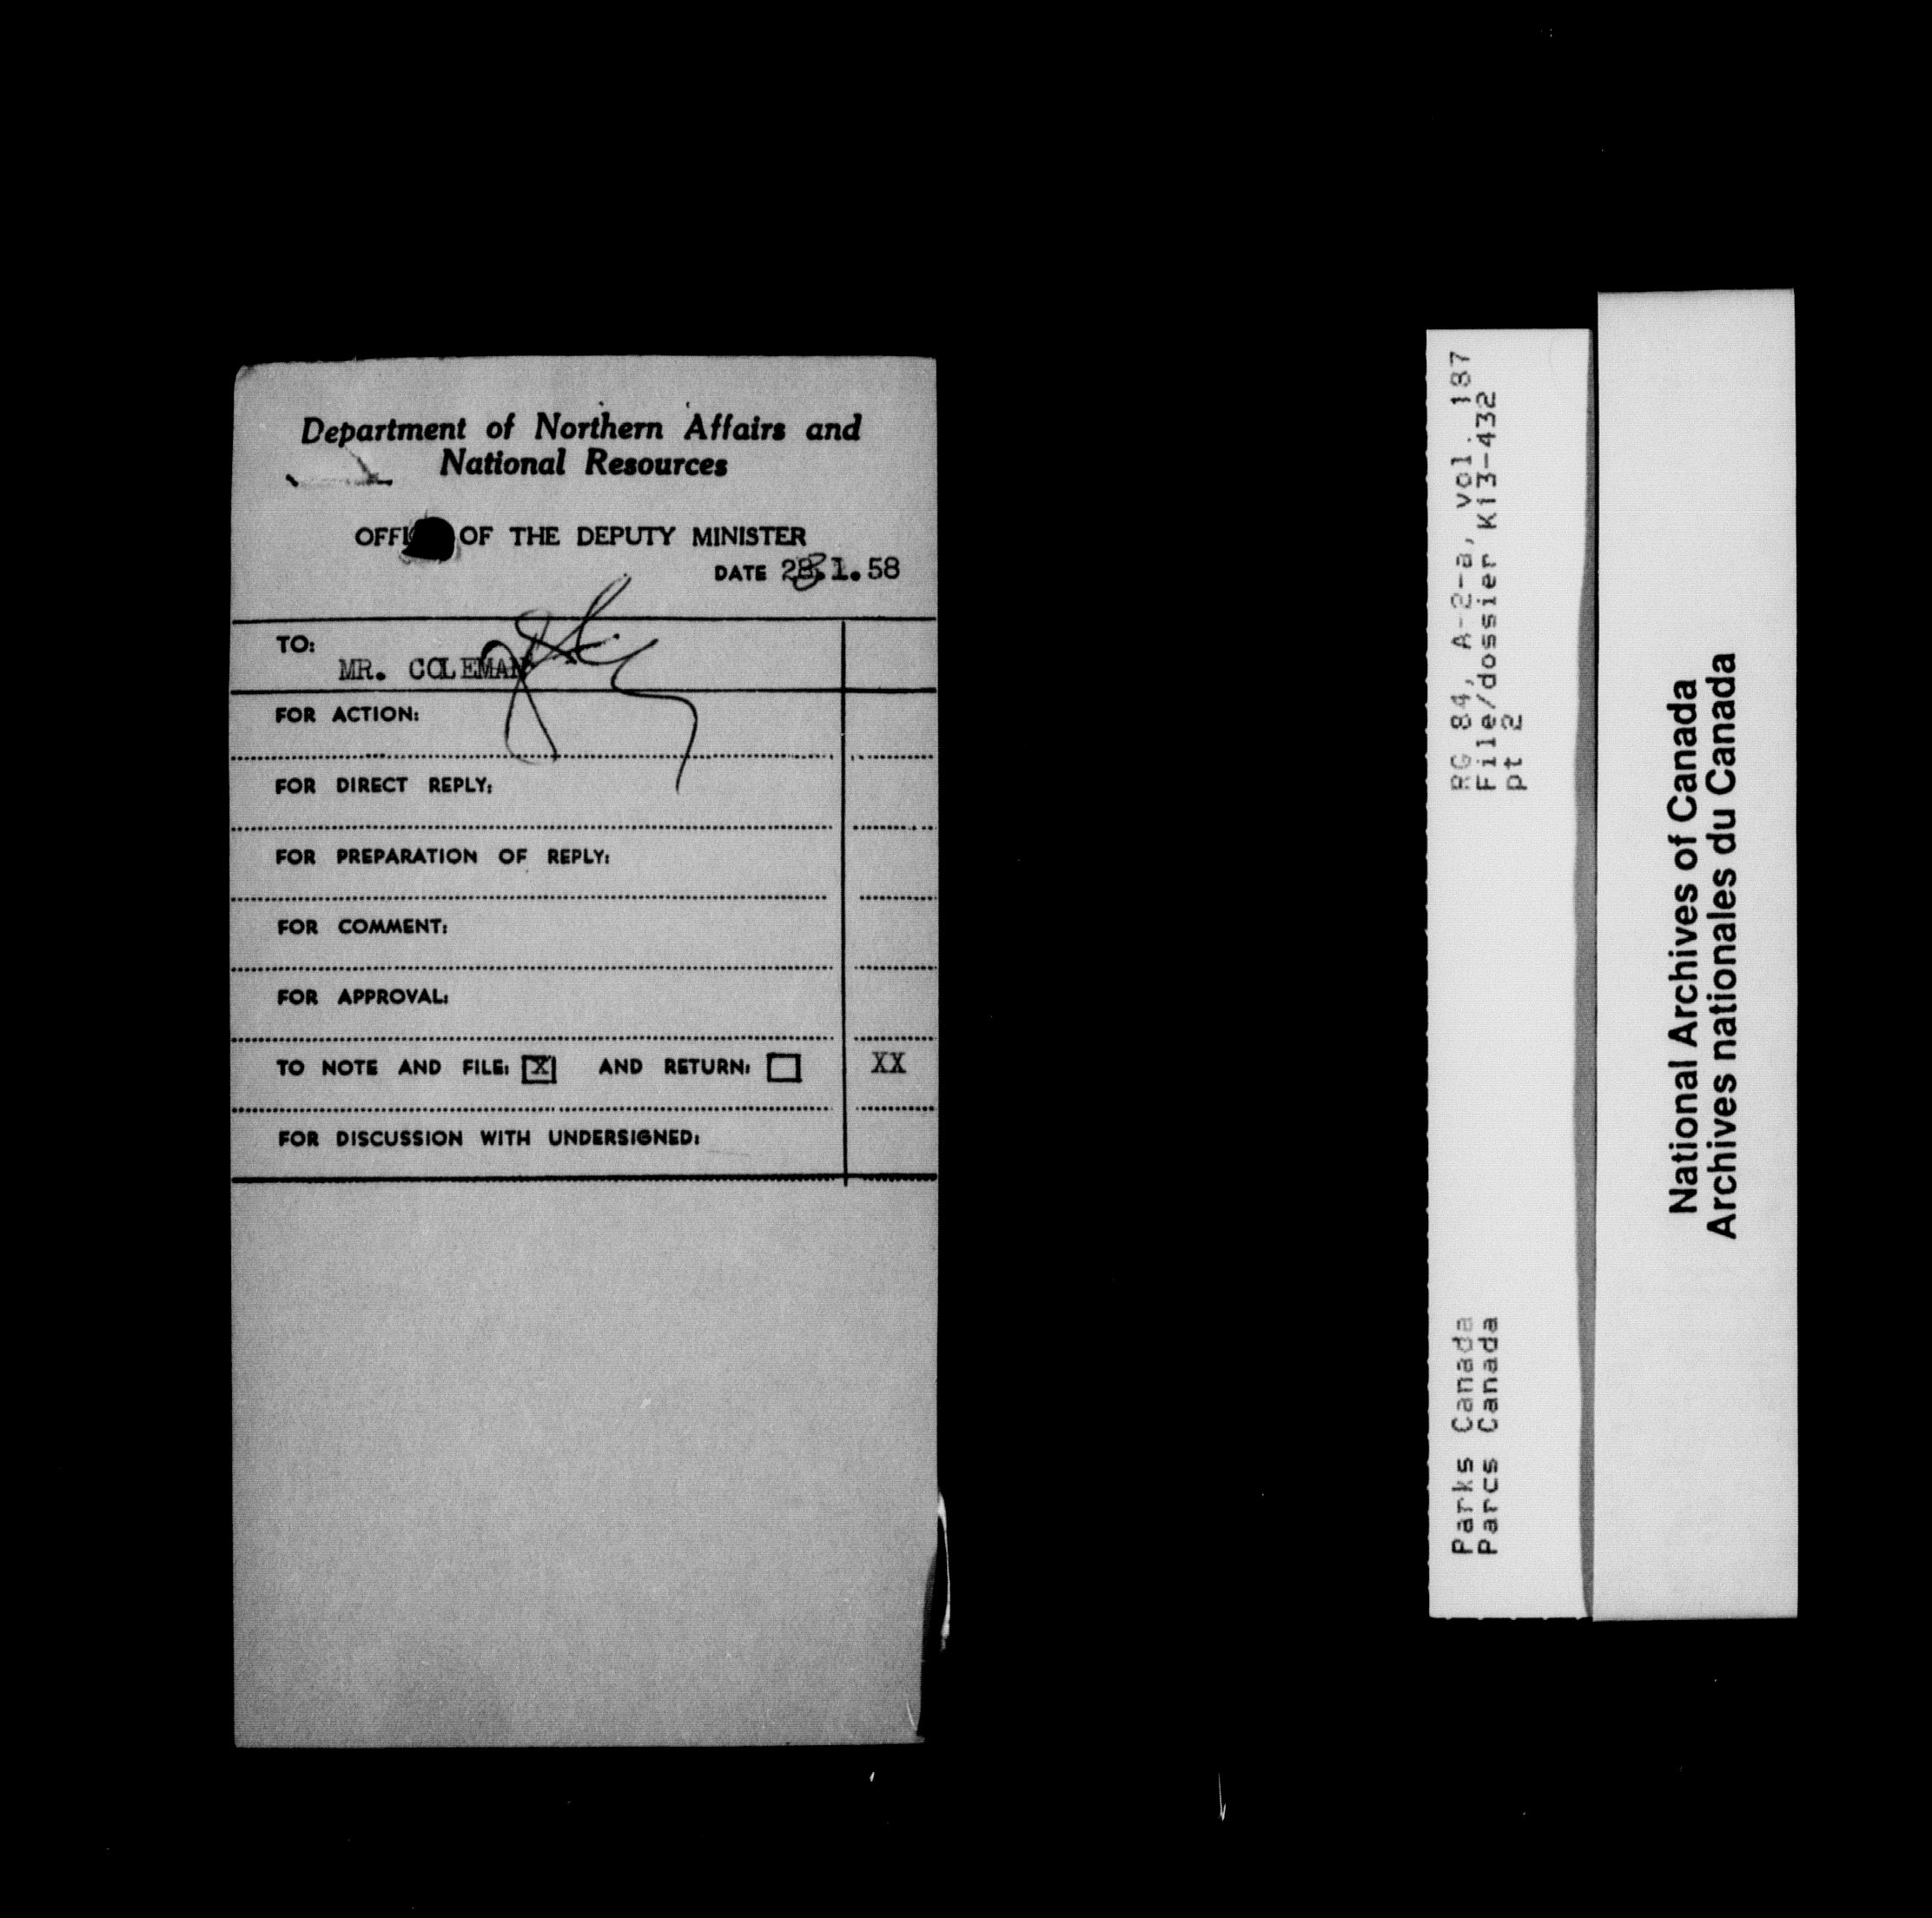 Department of Northern Affairs and
National Resources
OF THE DEPUTY MINISTER
DATE 28.1.58
TO:
MR. COLEMAN
FOR ACTION:
FOR DIRECT REPLY:
FOR PREPARATION OF REPLY:
FOR COMMENT:
FOR APPROVAL:
TO NOTE AND FILE: X AND RETURN: XX
FOR DISCUSSION WITH UNDERSIGNED:
RG 84, A-2-a, vol. 187
File/dossier K13-432
pt 2
Parks Canada
Parcs Canada
National Archives of Canada
Archives nationales du Canada